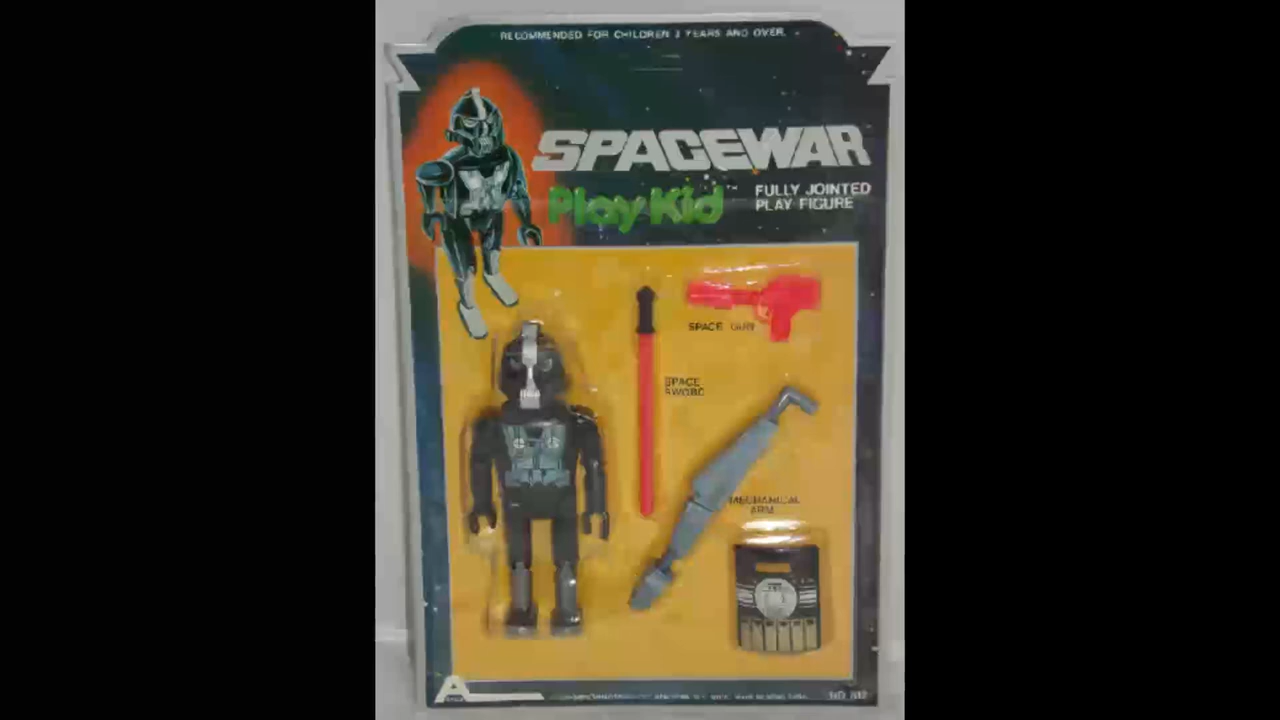 RECOMMENDED FOR CHILDREN 3 YEARS AND OVER.
SPACEWAR
Play Kid™
FULLY JOINTED
PLAY FIGURE
SPACE GUN
SPACE
SWORD
MECHANICAL
ARM
A